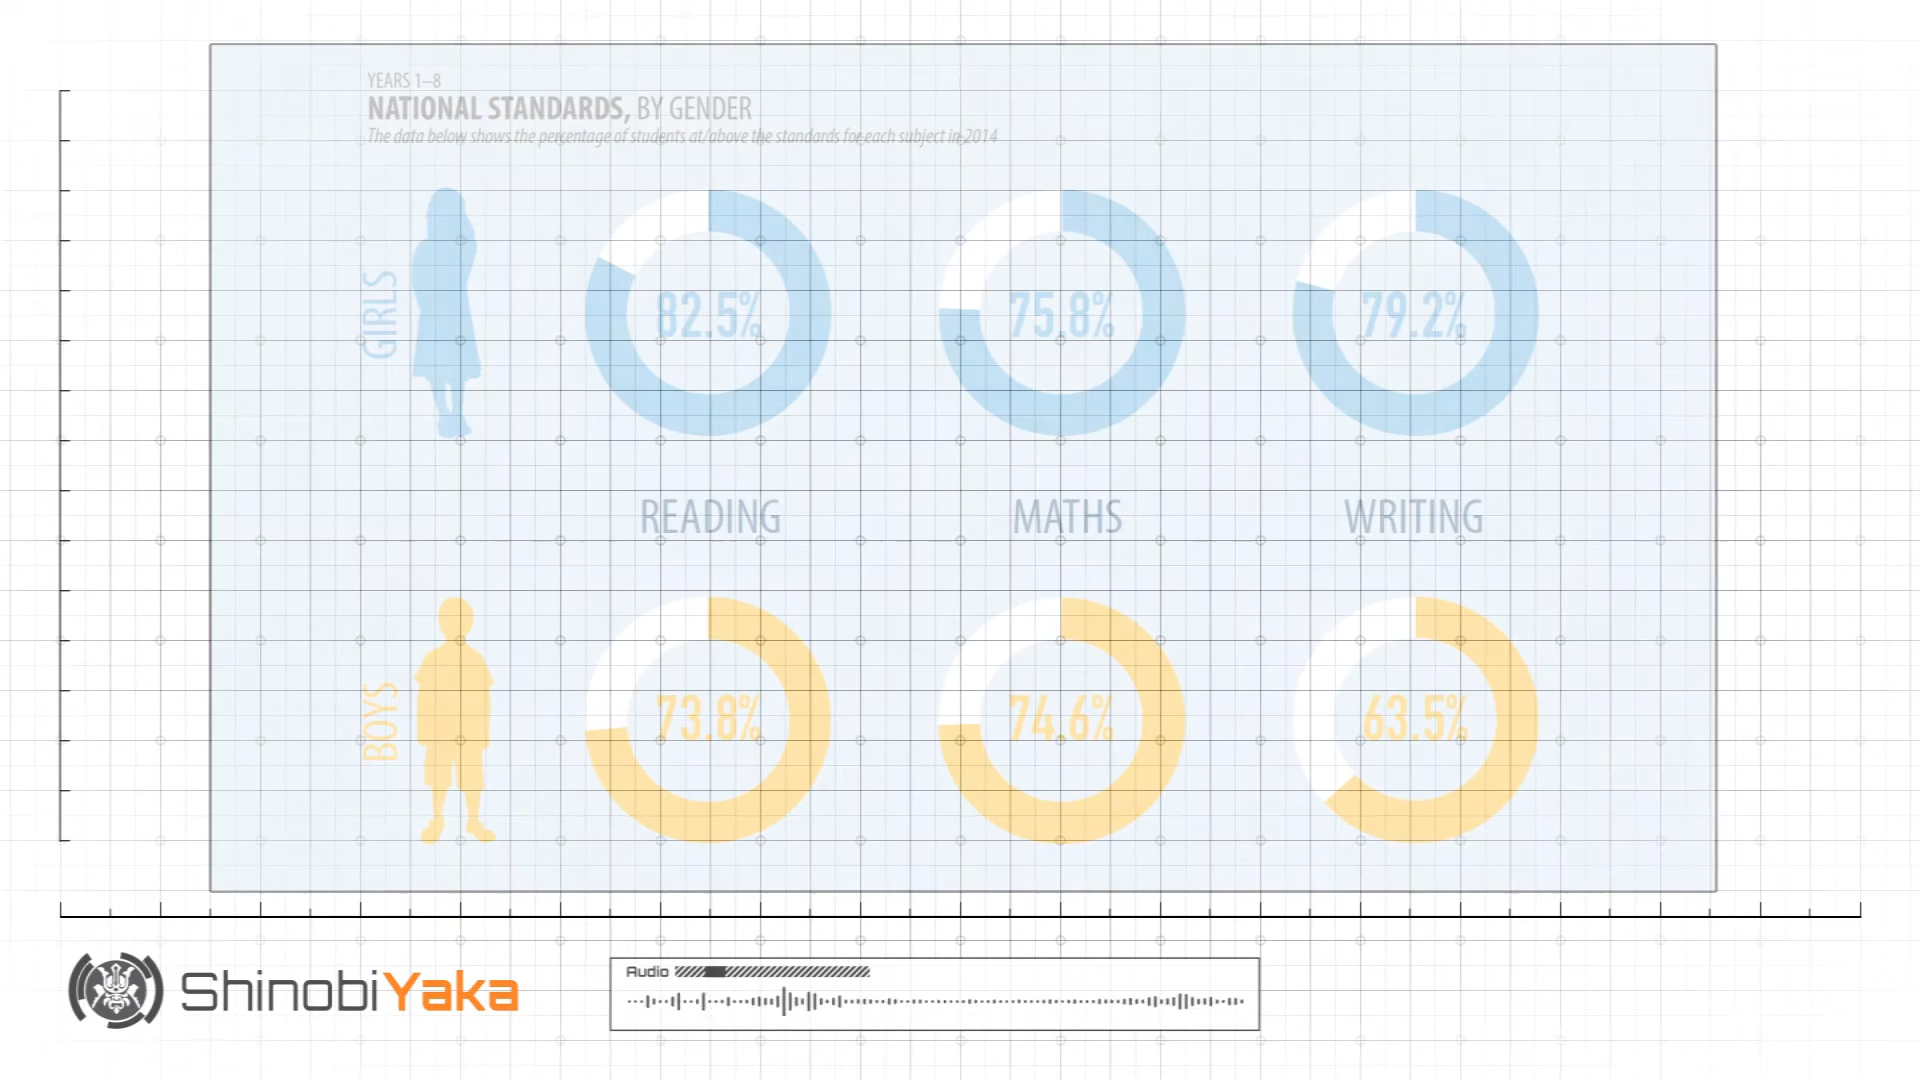 YEARS 1–8
NATIONAL STANDARDS, BY GENDER
The data below shows the percentage of students at/above the standards for each subject in 2014
GIRLS
82.5%
75.8%
79.2%
READING
MATHS
WRITING
BOYS
73.8%
74.6%
63.5%
ShinobiYaka
Audio